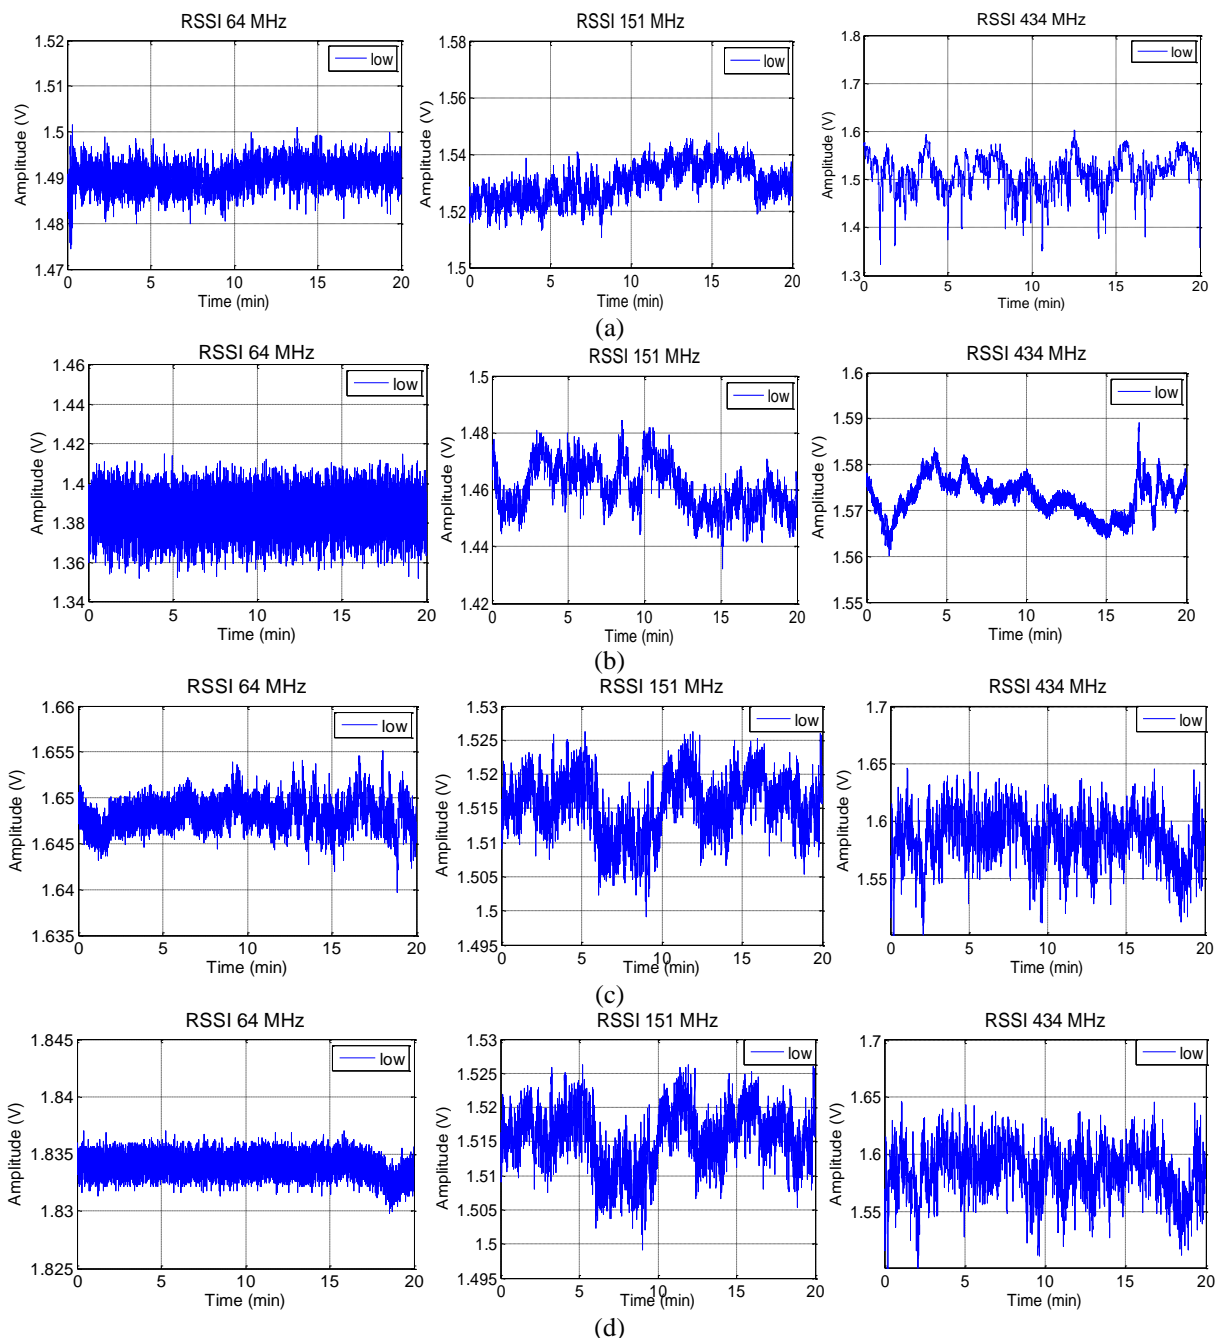 RSSI 64 MHz
1.52
1.51
1.5
1.49
1.48
1.47
0 5 10 15 20
Amplitude (V)
Time (min)
low
RSSI 151 MHz
1.58
1.56
1.54
1.52
1.5
0 5 10 15 20
Amplitude (V)
Time (min)
low
RSSI 434 MHz
1.8
1.7
1.6
1.5
1.4
1.3
0 5 10 15 20
Amplitude (V)
Time (min)
low
(a)
RSSI 64 MHz
1.46
1.44
1.42
1.4
1.38
1.36
1.34
0 5 10 15 20
Amplitude (V)
Time (min)
low
RSSI 151 MHz
1.5
1.48
1.46
1.44
1.42
0 5 10 15 20
Amplitude (V)
Time (min)
low
RSSI 434 MHz
1.6
1.59
1.58
1.57
1.56
1.55
0 5 10 15 20
Amplitude (V)
Time (min)
low
(b)
RSSI 64 MHz
1.66
1.655
1.650
1.645
1.64
1.635
0 5 10 15 20
Amplitude (V)
Time (min)
low
RSSI 151 MHz
1.53
1.525
1.52
1.515
1.51
1.505
1.5
1.495
0 5 10 15 20
Amplitude (V)
Time (min)
low
RSSI 434 MHz
1.7
1.65
1.6
1.55
0 5 10 15 20
Amplitude (V)
Time (min)
low
(c)
RSSI 64 MHz
1.845
1.84
1.835
1.83
1.825
0 5 10 15 20
Amplitude (V)
Time (min)
low
RSSI 151 MHz
1.53
1.525
1.52
1.515
1.51
1.505
1.5
1.495
0 5 10 15 20
Amplitude (V)
Time (min)
low
RSSI 434 MHz
1.7
1.65
1.6
1.55
0 5 10 15 20
Amplitude (V)
Time (min)
low
(d)